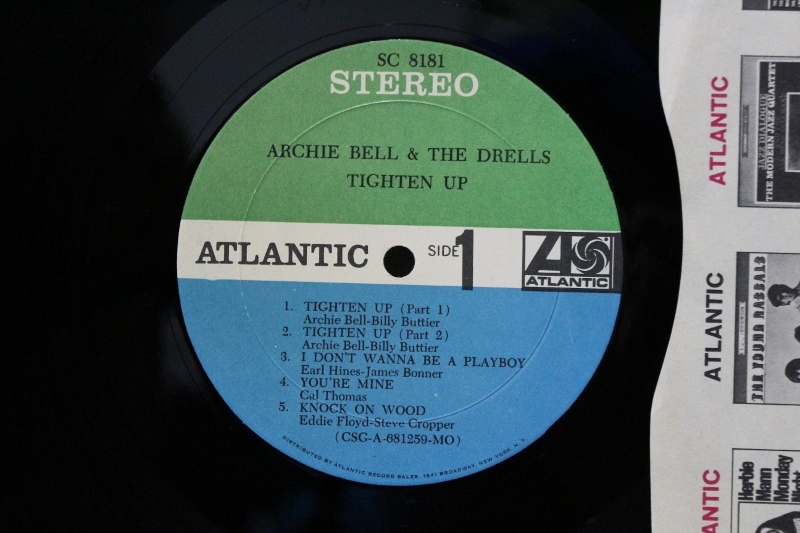 SC 8181
STEREO
ARCHIE BELL & THE DRELLS
TIGHTEN UP
ATLANTIC
SIDE 1
ATLANTIC
1. TIGHTEN UP (Part 1)
Archie Bell-Billy Buttier
2. TIGHTEN UP (Part 2)
Archie Bell-Billy Buttier
3. I DON'T WANNA BE A PLAYBOY
Earl Hines-James Bonner
4. YOU'RE MINE
Cal Thomas
5. KNOCK ON WOOD
Eddie Floyd-Steve Cropper
(CSG-A-681259-MO)
DISTRIBUTED BY ATLANTIC RECORD SALES, 1841 BROADWAY, NEW YORK, N. Y.
ATLANTIC
JAZZ DIALOGUE
THE MODERN JAZZ QUARTET
ATLANTIC
THE YOUNG RASCALS
ANTIC
Herbie
Mann
Monday
Night